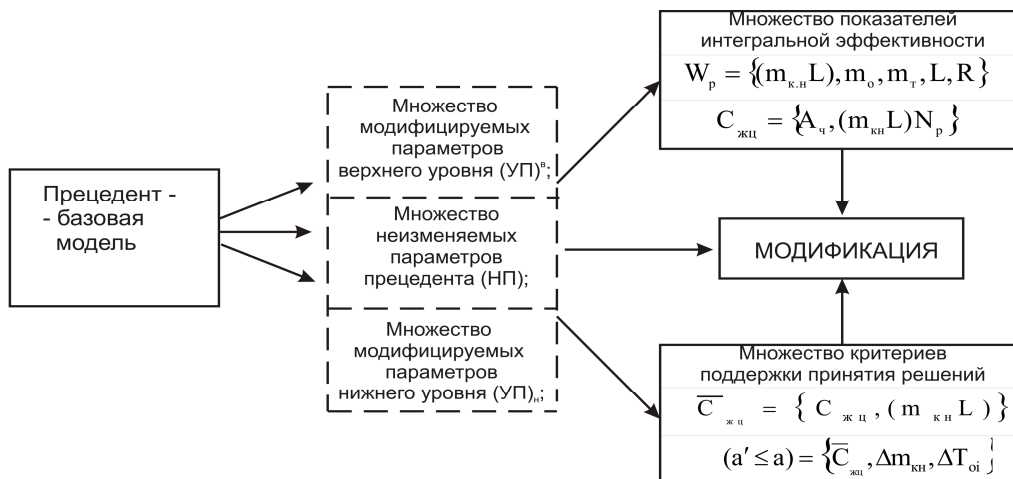 Прецедент -
- базовая
модель
Множество
модифицируемых
параметров
верхнего уровня (УП)ᴮ;
Множество
неизменяемых
параметров
прецедента (НП);
Множество
модифицируемых
параметров
нижнего уровня (УП)н;
Множество показателей
интегральной эффективности
Wр = {(mк.нL), mо, mт, L, R}
Cжц = {Aч, (mкнL)Nр}
МОДИФИКАЦИЯ
Множество критериев
поддержки принятия решений
C̅жц = { Cжц, (mкнL) }
(a′ ≤ a) = {C̅жц, Δmкн, ΔTоi}